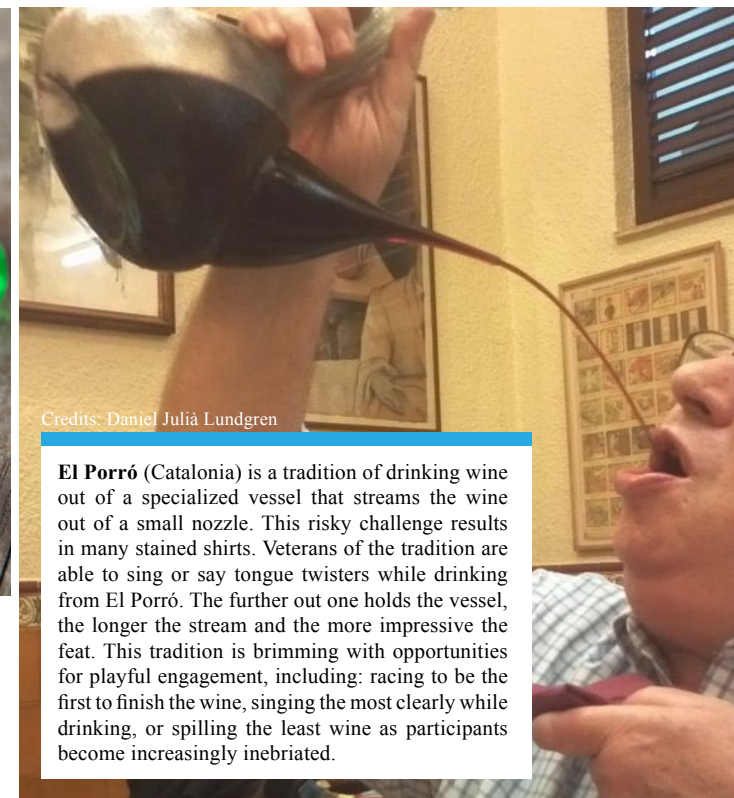 Credits: Daniel Julià Lundgren
El Porró (Catalonia) is a tradition of drinking wine
out of a specialized vessel that streams the wine
out of a small nozzle. This risky challenge results
in many stained shirts. Veterans of the tradition are
able to sing or say tongue twisters while drinking
from El Porró. The further out one holds the vessel,
the longer the stream and the more impressive the
feat. This tradition is brimming with opportunities
for playful engagement, including: racing to be the
first to finish the wine, singing the most clearly while
drinking, or spilling the least wine as participants
become increasingly inebriated.